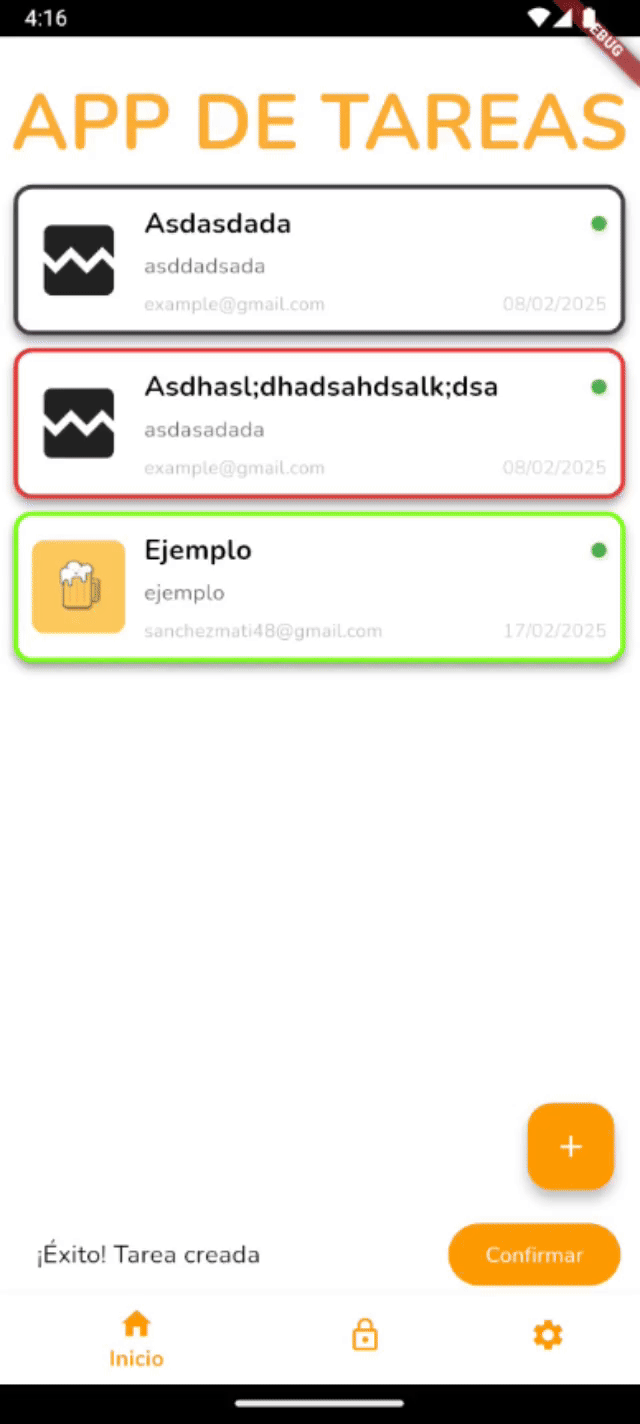 4:16
DEBUG
APP DE TAREAS
Asdasdada
asddadsada
example@gmail.com 08/02/2025
Asdhasl;dhadsahdsalk;dsa
asdasadada
example@gmail.com 08/02/2025
Ejemplo
ejemplo
sanchezmati48@gmail.com 17/02/2025
+
¡Éxito! Tarea creada Confirmar
Inicio